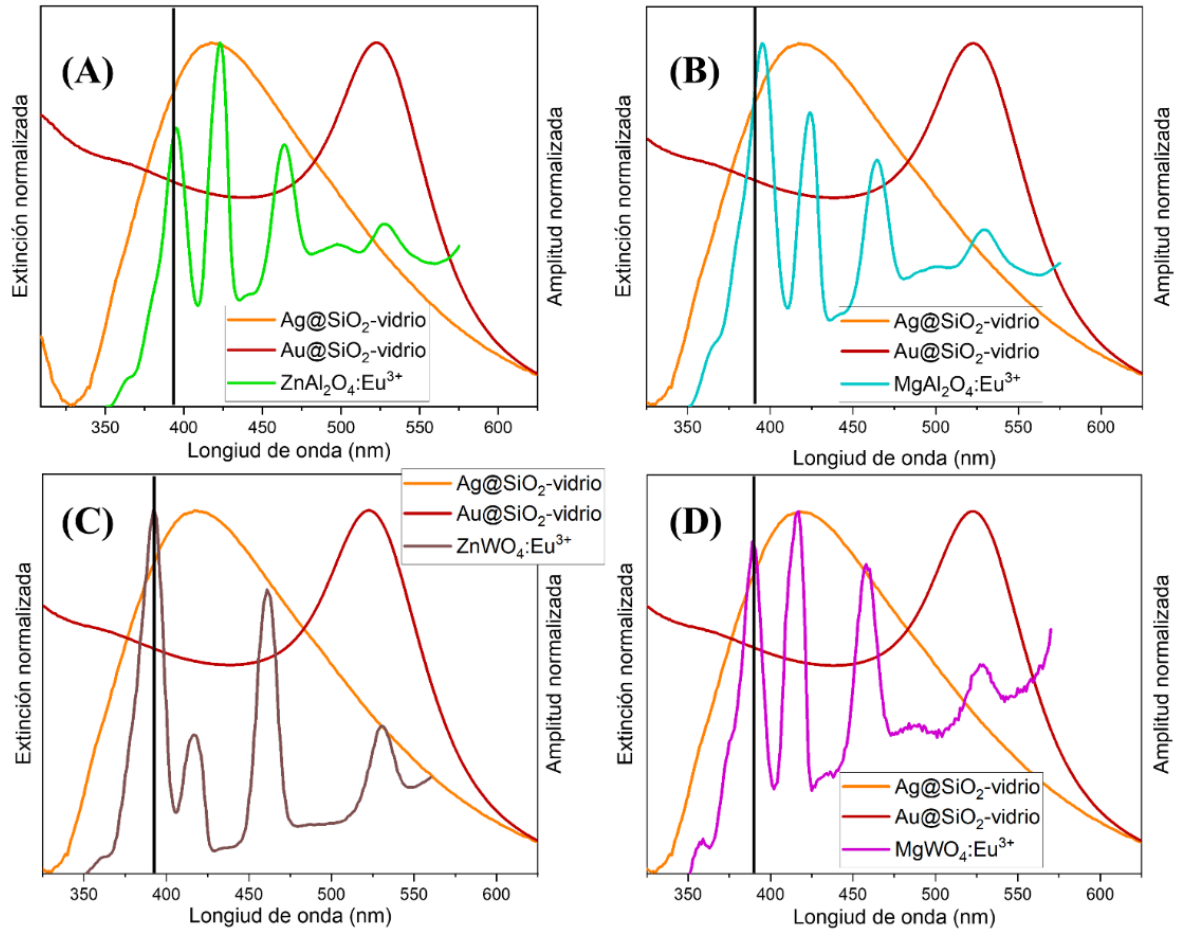 (A)
Extinción normalizada
Amplitud normalizada
Ag@SiO₂-vidrio
Au@SiO₂-vidrio
ZnAl₂O₄:Eu³⁺
350 400 450 500 550 600
Longiud de onda (nm)
(B)
Extinción normalizada
Amplitud normalizada
Ag@SiO₂-vidrio
Au@SiO₂-vidrio
MgAl₂O₄:Eu³⁺
350 400 450 500 550 600
Longiud de onda (nm)
(C)
Extinción normalizada
Amplitud normalizada
Ag@SiO₂-vidrio
Au@SiO₂-vidrio
ZnWO₄:Eu³⁺
350 400 450 500 550 600
Longiud de onda (nm)
(D)
Extinción normalizada
Amplitud normalizada
Ag@SiO₂-vidrio
Au@SiO₂-vidrio
MgWO₄:Eu³⁺
350 400 450 500 550 600
Longiud de onda (nm)